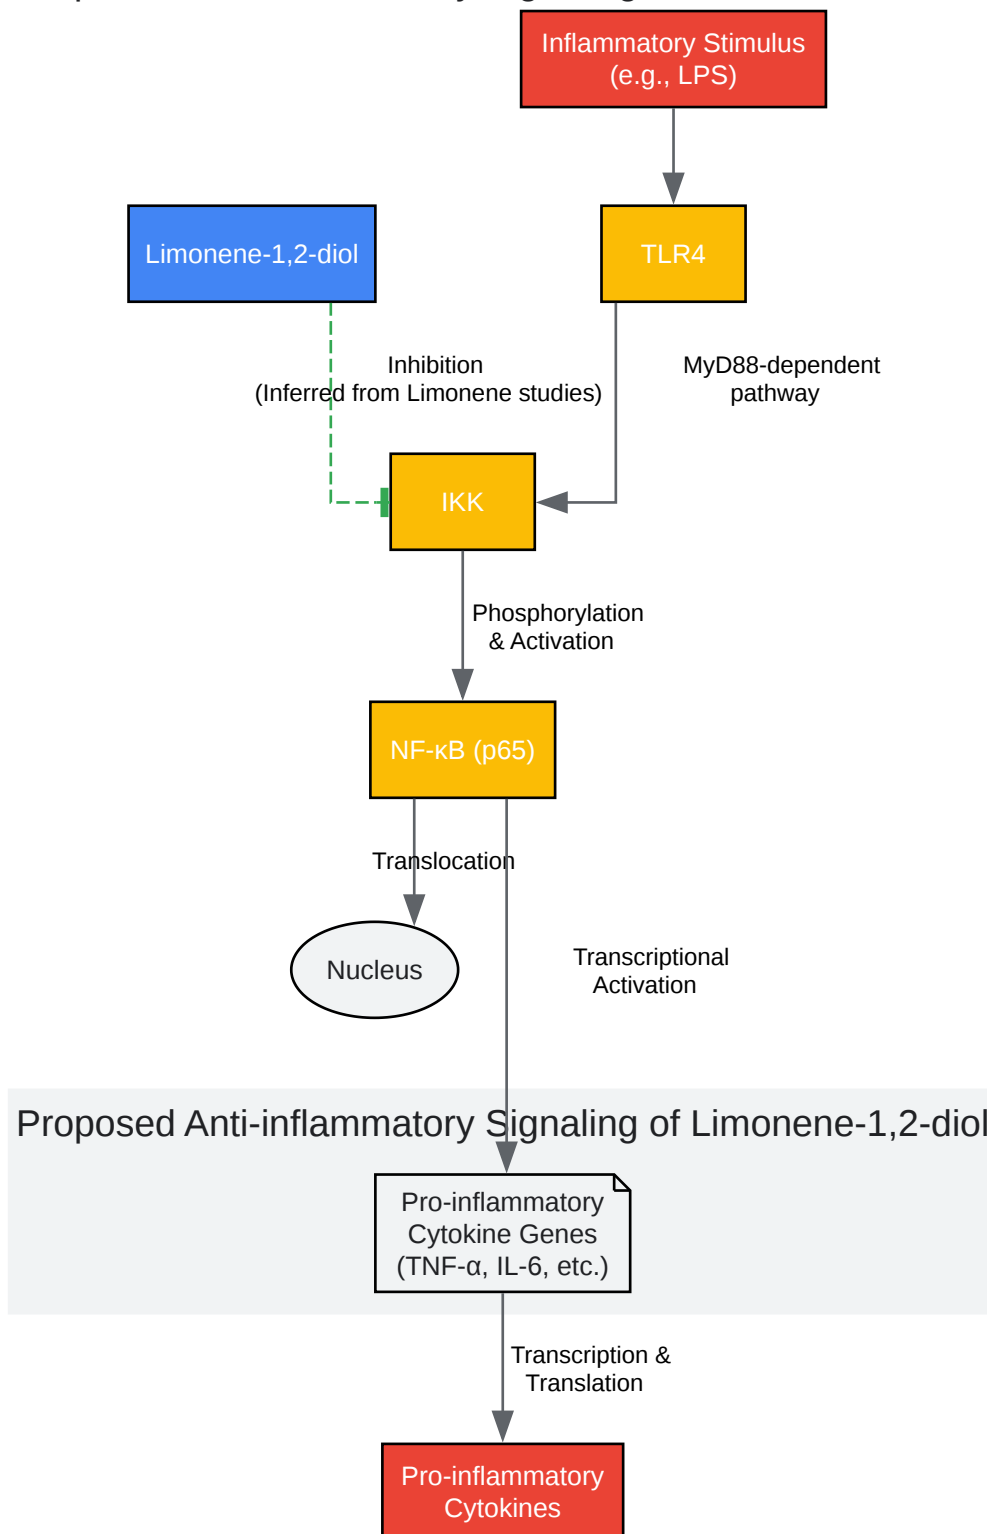 Inflammatory Stimulus
(e.g., LPS)
Limonene-1,2-diol
TLR4
Inhibition
(Inferred from Limonene studies)
MyD88-dependent
pathway
IKK
Phosphorylation
& Activation
NF-κB (p65)
Translocation
Nucleus
Transcriptional
Activation
Proposed Anti-inflammatory Signaling of Limonene-1,2-diol
Pro-inflammatory
Cytokine Genes
(TNF-α, IL-6, etc.)
Transcription &
Translation
Pro-inflammatory
Cytokines